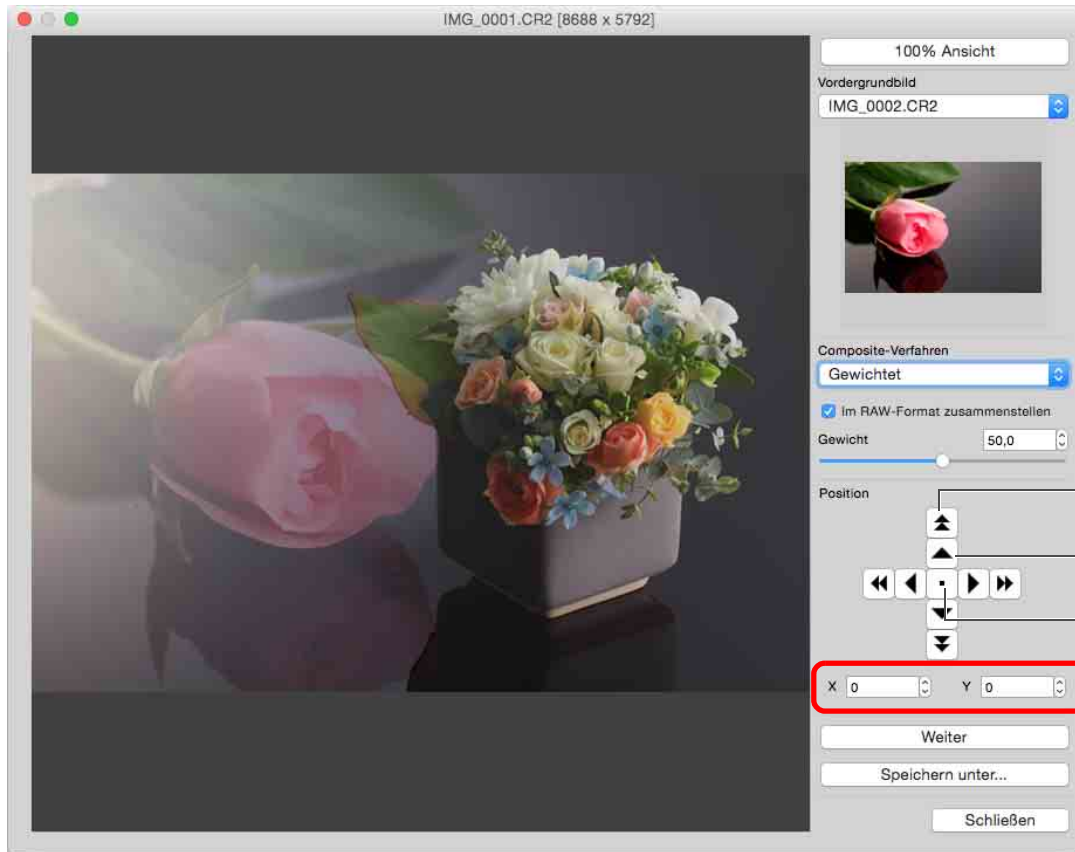 IMG_0001.CR2 [8688 x 5792]
100% Ansicht
Vordergrundbild
IMG_0002.CR2
Composite-Verfahren
Gewichtet
Im RAW-Format zusammenstellen
Gewicht 50,0
Position
X 0 Y 0
Weiter
Speichern unter...
Schließen